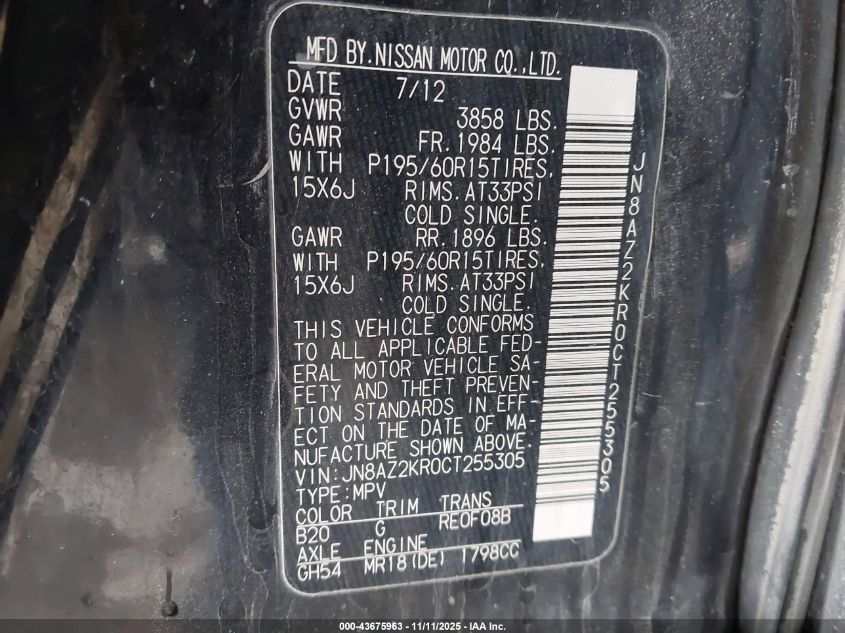 MFD BY.NISSAN MOTOR CO.,LTD.
DATE 7/12
GVWR 3858 LBS.
GAWR FR.1984 LBS.
WITH P195/60R15TIRES,
15X6J RIMS.AT33PSI
COLD SINGLE.
GAWR RR.1896 LBS.
WITH P195/60R15TIRES,
15X6J RIMS.AT33PSI
COLD SINGLE.
THIS VEHICLE CONFORMS
TO ALL APPLICABLE FED-
ERAL MOTOR VEHICLE SA-
FETY AND THEFT PREVEN-
TION STANDARDS IN EFF-
ECT ON THE DATE OF MA-
NUFACTURE SHOWN ABOVE.
VIN:JN8AZ2KR0CT255305
TYPE:MPV
COLOR TRIM TRANS
B20 G RE0F08B
AXLE ENGINE
GH54 MR18(DE) 1798CC
JN8AZ2KR0CT255305
000-43675963 - 11/11/2025 - IAA Inc.